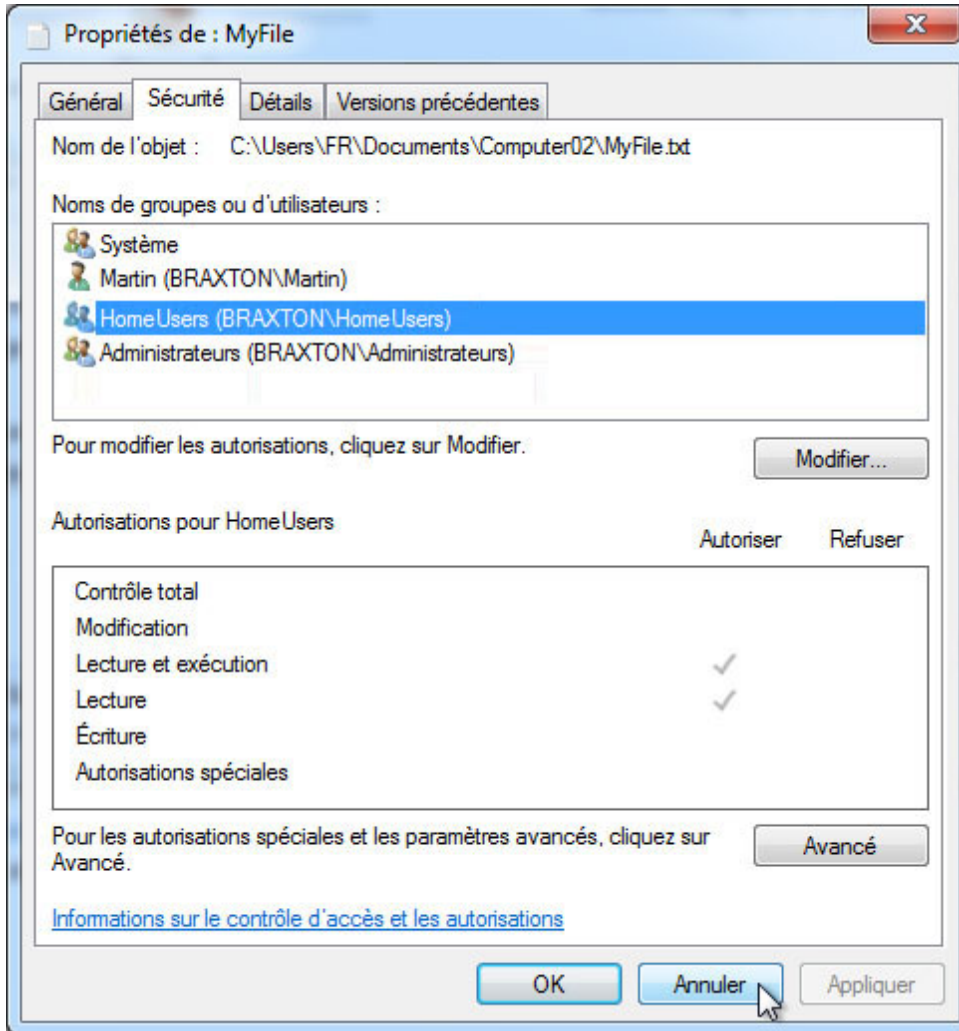 Propriétés de : MyFile
Général Sécurité Détails Versions précédentes
Nom de l'objet : C:\Users\FR\Documents\Computer02\MyFile.txt
Noms de groupes ou d'utilisateurs :
Système
Martin (BRAXTON\Martin)
HomeUsers (BRAXTON\HomeUsers)
Administrateurs (BRAXTON\Administrateurs)
Pour modifier les autorisations, cliquez sur Modifier.
Modifier...
Autorisations pour HomeUsers
Autoriser Refuser
Contrôle total
Modification
Lecture et exécution
Lecture
Écriture
Autorisations spéciales
Pour les autorisations spéciales et les paramètres avancés, cliquez sur
Avancé.
Avancé
Informations sur le contrôle d'accès et les autorisations
OK Annuler Appliquer